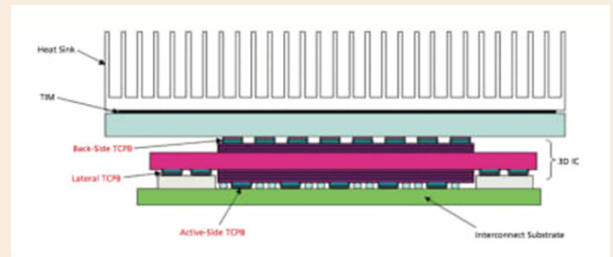 Heat Sink
TIM
Back-Side TCPB
3D IC
Lateral TCPB
Active-Side TCPB
Interconnect Substrate